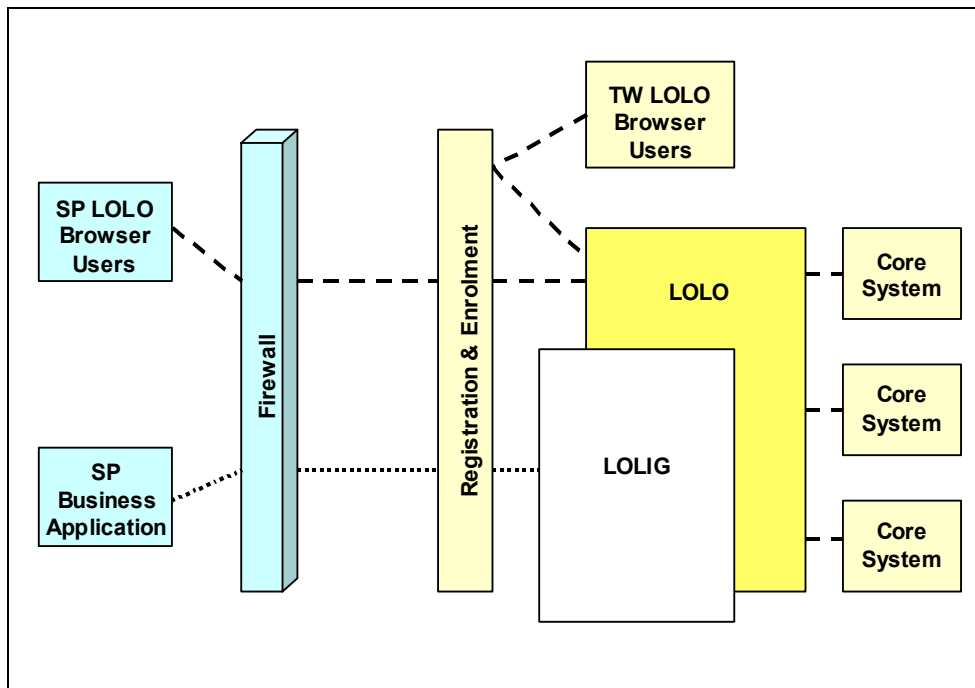 TW LOLO
Browser
Users
SP LOLO
Browser
Users
Firewall
Registration & Enrolment
LOLO
Core
System
Core
System
LOLIG
SP
Business
Application
Core
System